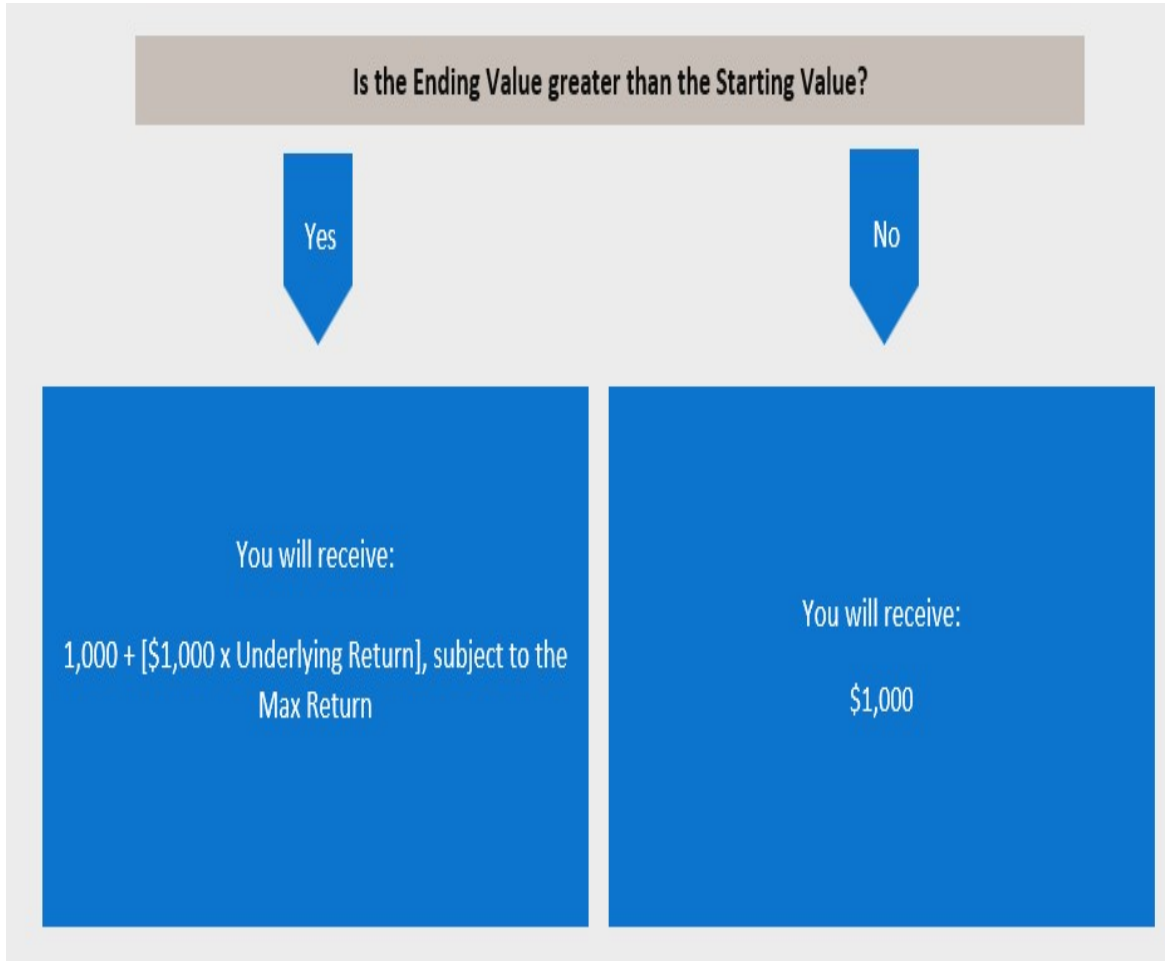 Is the Ending Value greater than the Starting Value?
Yes
No
You will receive:
1,000 + [$1,000 x Underlying Return], subject to the
Max Return
You will receive:
$1,000